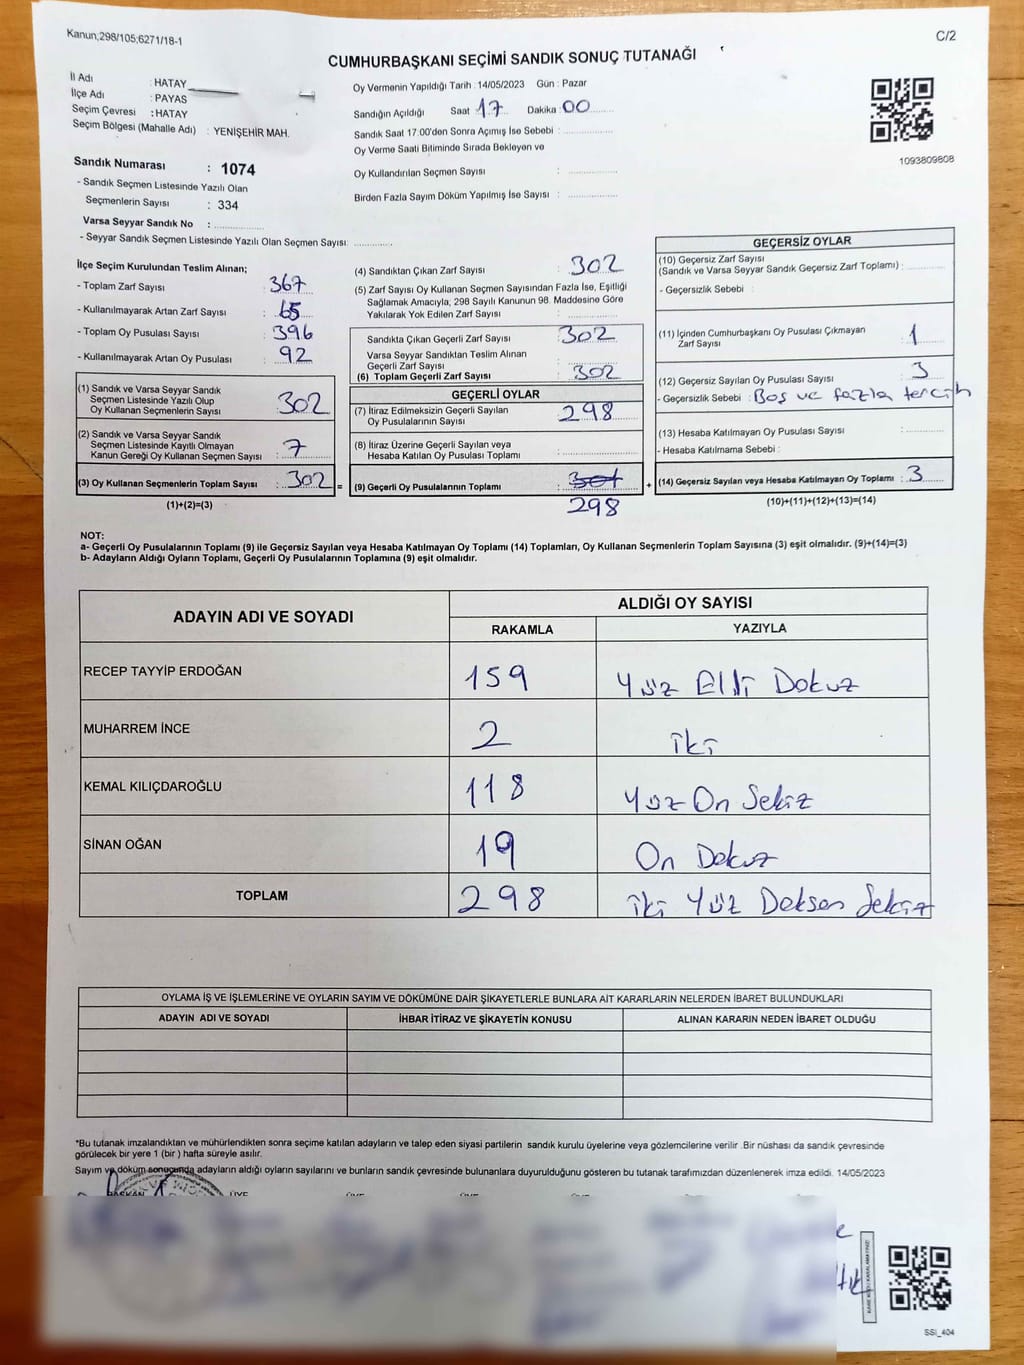 Kanun,298/105;6271/18-1
C/2
CUMHURBAŞKANI SEÇİMİ SANDIK SONUÇ TUTANAĞI
İl Adı : HATAY
İlçe Adı : PAYAS
Seçim Çevresi : HATAY
Seçim Bölgesi (Mahalle Adı) : YENİŞEHİR MAH.
Oy Vermenin Yapıldığı Tarih : 14/05/2023 Gün : Pazar
Sandığın Açıldığı Saat 17 Dakika 00
Sandık Saat 17:00'den Sonra Açımış İse Sebebi :
Oy Verme Saati Bitiminde Sırada Bekleyen ve
Oy Kullandırılan Seçmen Sayısı :
Birden Fazla Sayım Döküm Yapılmış İse Sayısı :
1093809808
Sandık Numarası : 1074
- Sandık Seçmen Listesinde Yazılı Olan
Seçmenlerin Sayısı : 334
Varsa Seyyar Sandık No :
- Seyyar Sandık Seçmen Listesinde Yazılı Olan Seçmen Sayısı:
İlçe Seçim Kurulundan Teslim Alınan;
- Toplam Zarf Sayısı : 367
- Kullanılmayarak Artan Zarf Sayısı : 65
- Toplam Oy Pusulası Sayısı : 396
- Kullanılmayarak Artan Oy Pusulası : 92
(1) Sandık ve Varsa Seyyar Sandık
Seçmen Listesinde Yazılı Olup
Oy Kullanan Seçmenlerin Sayısı : 302
(2) Sandık ve Varsa Seyyar Sandık
Seçmen Listesinde Kayıtlı Olmayan
Kanun Gereği Oy Kullanan Seçmen Sayısı : 7
(3) Oy Kullanan Seçmenlerin Toplam Sayısı : 302 =
(1)+(2)=(3)
(4) Sandıktan Çıkan Zarf Sayısı : 302
(5) Zarf Sayısı Oy Kullanan Seçmen Sayısından Fazla İse, Eşitliği
Sağlamak Amacıyla; 298 Sayılı Kanunun 98. Maddesine Göre
Yakılarak Yok Edilen Zarf Sayısı :
Sandıkta Çıkan Geçerli Zarf Sayısı : 302
Varsa Seyyar Sandıktan Teslim Alınan
Geçerli Zarf Sayısı :
(6) Toplam Geçerli Zarf Sayısı : 302
GEÇERLİ OYLAR
(7) İtiraz Edilmeksizin Geçerli Sayılan
Oy Pusulalarının Sayısı : 298
(8) İtiraz Üzerine Geçerli Sayılan veya
Hesaba Katılan Oy Pusulası Toplamı :
(9) Geçerli Oy Pusulalarının Toplamı : 301 +
298
GEÇERSİZ OYLAR
(10) Geçersiz Zarf Sayısı
(Sandık ve Varsa Seyyar Sandık Geçersiz Zarf Toplamı) :
- Geçersizlik Sebebi :
(11) İçinden Cumhurbaşkanı Oy Pusulası Çıkmayan
Zarf Sayısı : 1
(12) Geçersiz Sayılan Oy Pusulası Sayısı : 3
- Geçersizlik Sebebi : Boş ve fazla tercih
(13) Hesaba Katılmayan Oy Pusulası Sayısı :
- Hesaba Katılmama Sebebi :
(14) Geçersiz Sayılan veya Hesaba Katılmayan Oy Toplamı : 3
(10)+(11)+(12)+(13)=(14)
NOT:
a- Geçerli Oy Pusulalarının Toplamı (9) ile Geçersiz Sayılan veya Hesaba Katılmayan Oy Toplamı (14) Toplamları, Oy Kullanan Seçmenlerin Toplam Sayısına (3) eşit olmalıdır. (9)+(14)=(3)
b- Adayların Aldığı Oyların Toplamı, Geçerli Oy Pusulalarının Toplamına (9) eşit olmalıdır.
ADAYIN ADI VE SOYADI
ALDIĞI OY SAYISI
RAKAMLA YAZIYLA
RECEP TAYYİP ERDOĞAN 159 Yüz Elli Dokuz
MUHARREM İNCE 2 iki
KEMAL KILIÇDAROĞLU 118 Yüz On Sekiz
SİNAN OĞAN 19 On Dokuz
TOPLAM 298 iki Yüz Doksan Sekiz
OYLAMA İŞ VE İŞLEMLERİNE VE OYLARIN SAYIM VE DÖKÜMÜNE DAİR ŞİKAYETLERLE BUNLARA AİT KARARLARIN NELERDEN İBARET BULUNDUKLARI
ADAYIN ADI VE SOYADI İHBAR İTİRAZ VE ŞİKAYETİN KONUSU ALINAN KARARIN NEDEN İBARET OLDUĞU
*Bu tutanak imzalandıktan ve mühürlendikten sonra seçime katılan adayların ve talep eden siyasi partilerin sandık kurulu üyelerine veya gözlemcilerine verilir .Bir nüshası da sandık çevresinde
görülecek bir yere 1 (bir ) hafta süreyle asılır.
Sayım ve döküm sonucunda adayların aldığı oyların sayılarını ve bunların sandık çevresinde bulunanlara duyurulduğunu gösteren bu tutanak tarafımızdan düzenlenerek imza edildi. 14/05/2023
BAŞKAN ÜYE
SSİ_404